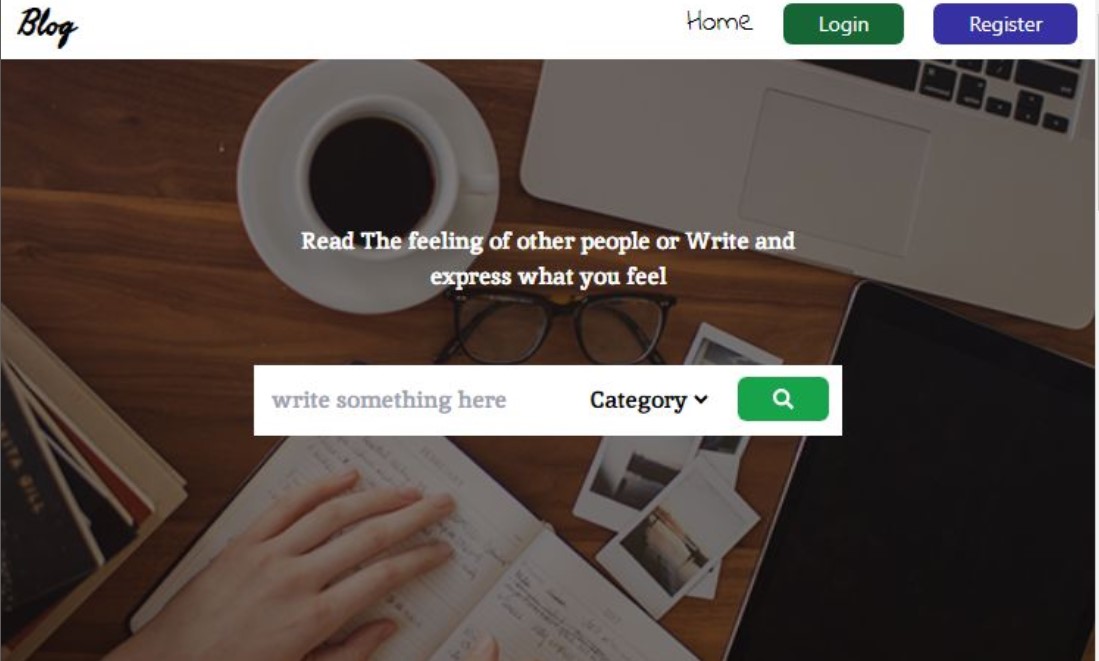 Blog
Home
Login
Register
Read The feeling of other people or Write and
express what you feel
write something here
Category